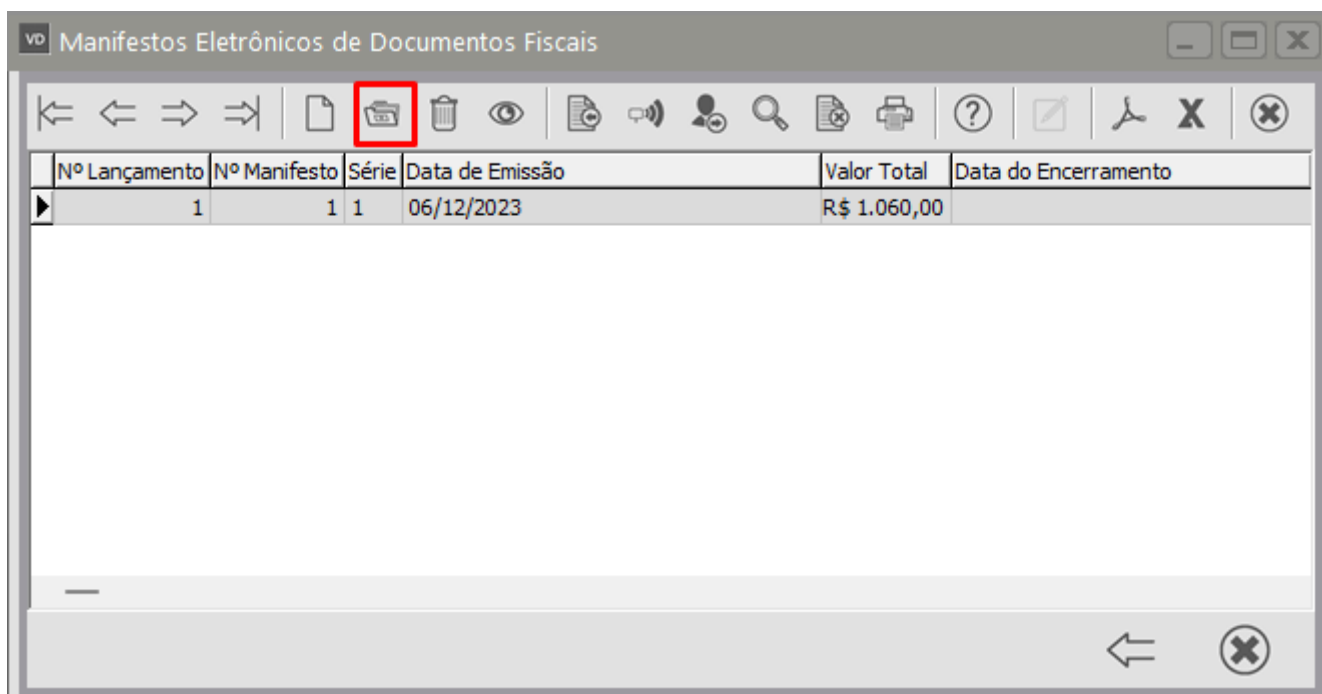 VD Manifestos Eletrônicos de Documentos Fiscais
Nº Lançamento Nº Manifesto Série Data de Emissão Valor Total Data do Encerramento
1 1 1 06/12/2023 R$ 1.060,00